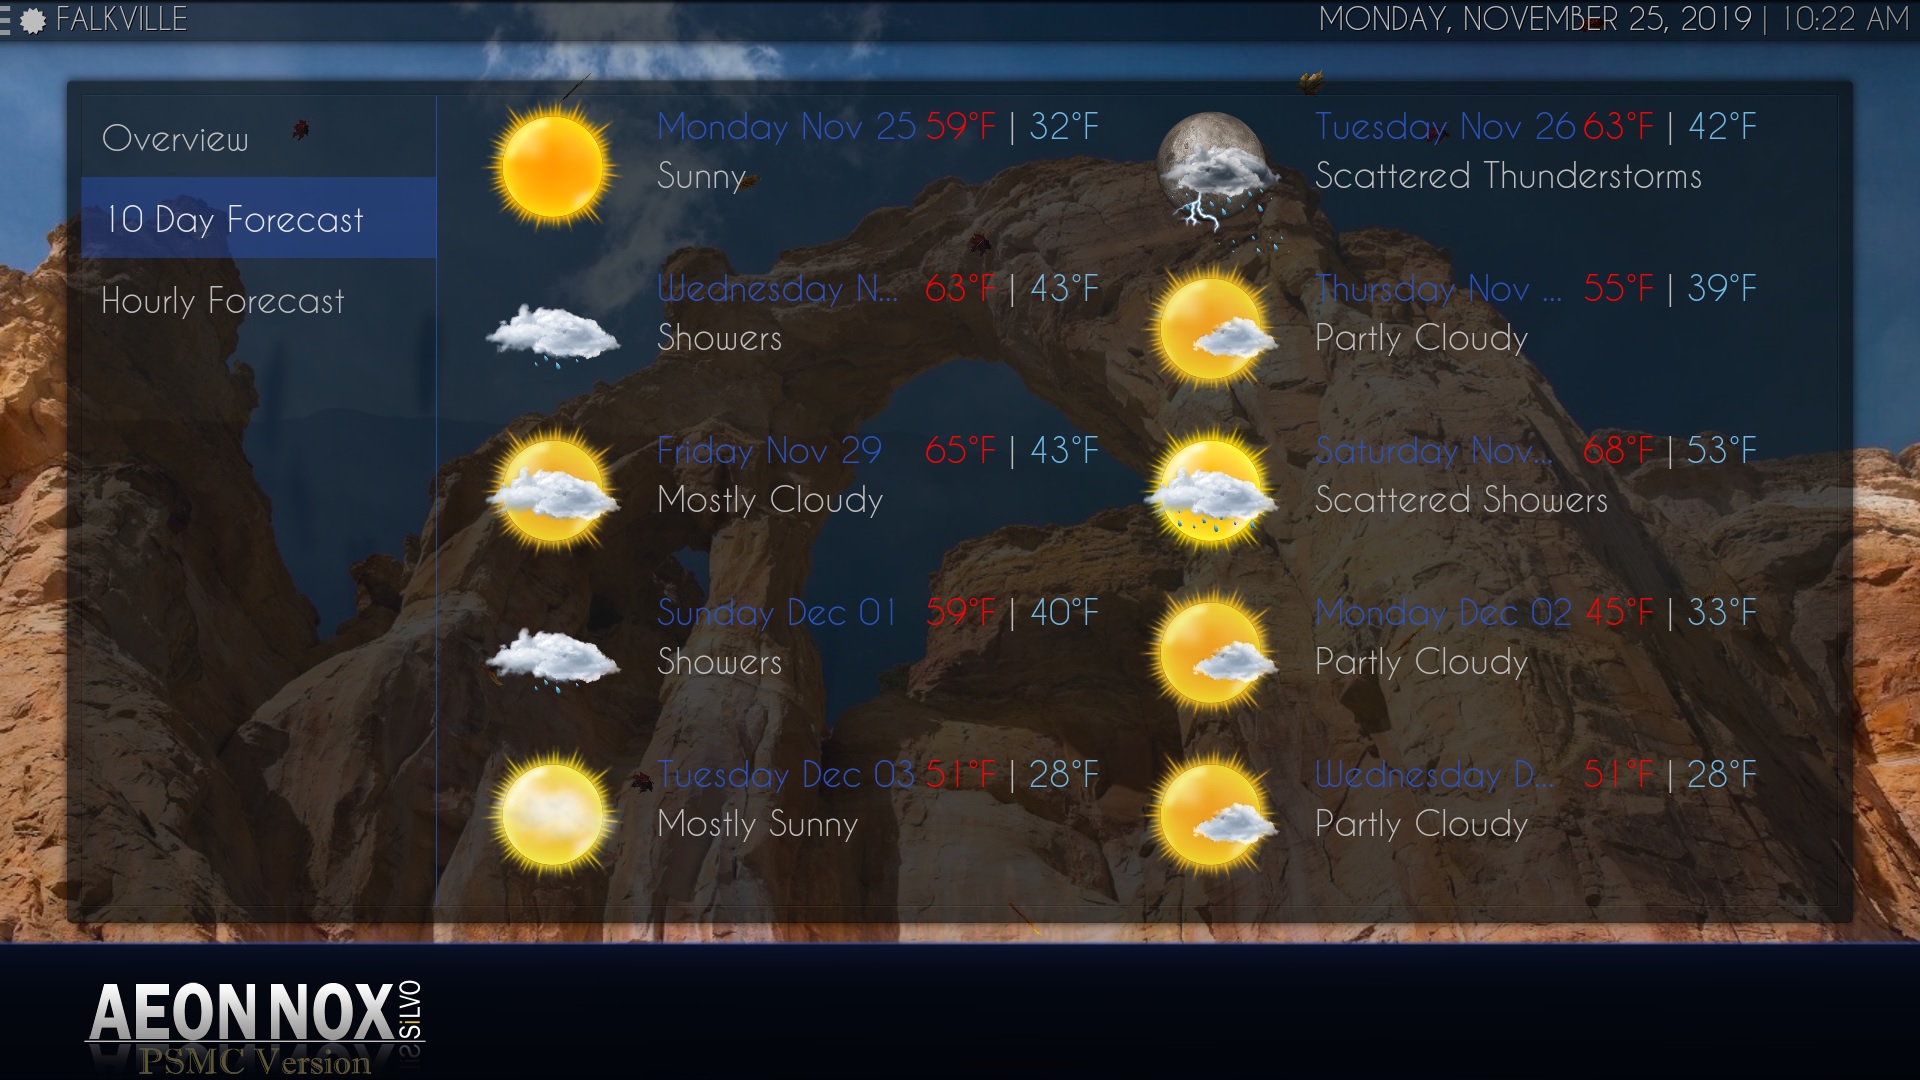 FALKVILLE
MONDAY, NOVEMBER 25, 2019 | 10:22 AM
Overview
10 Day Forecast
Hourly Forecast
Monday Nov 25 59°F | 32°F
Sunny
Tuesday Nov 26 63°F | 42°F
Scattered Thunderstorms
Wednesday N... 63°F | 43°F
Showers
Thursday Nov ... 55°F | 39°F
Partly Cloudy
Friday Nov 29 65°F | 43°F
Mostly Cloudy
Saturday Nov... 68°F | 53°F
Scattered Showers
Sunday Dec 01 59°F | 40°F
Showers
Monday Dec 02 45°F | 33°F
Partly Cloudy
Tuesday Dec 03 51°F | 28°F
Mostly Sunny
Wednesday D... 51°F | 28°F
Partly Cloudy
AEON NOX
SiLVO
PSMC Version